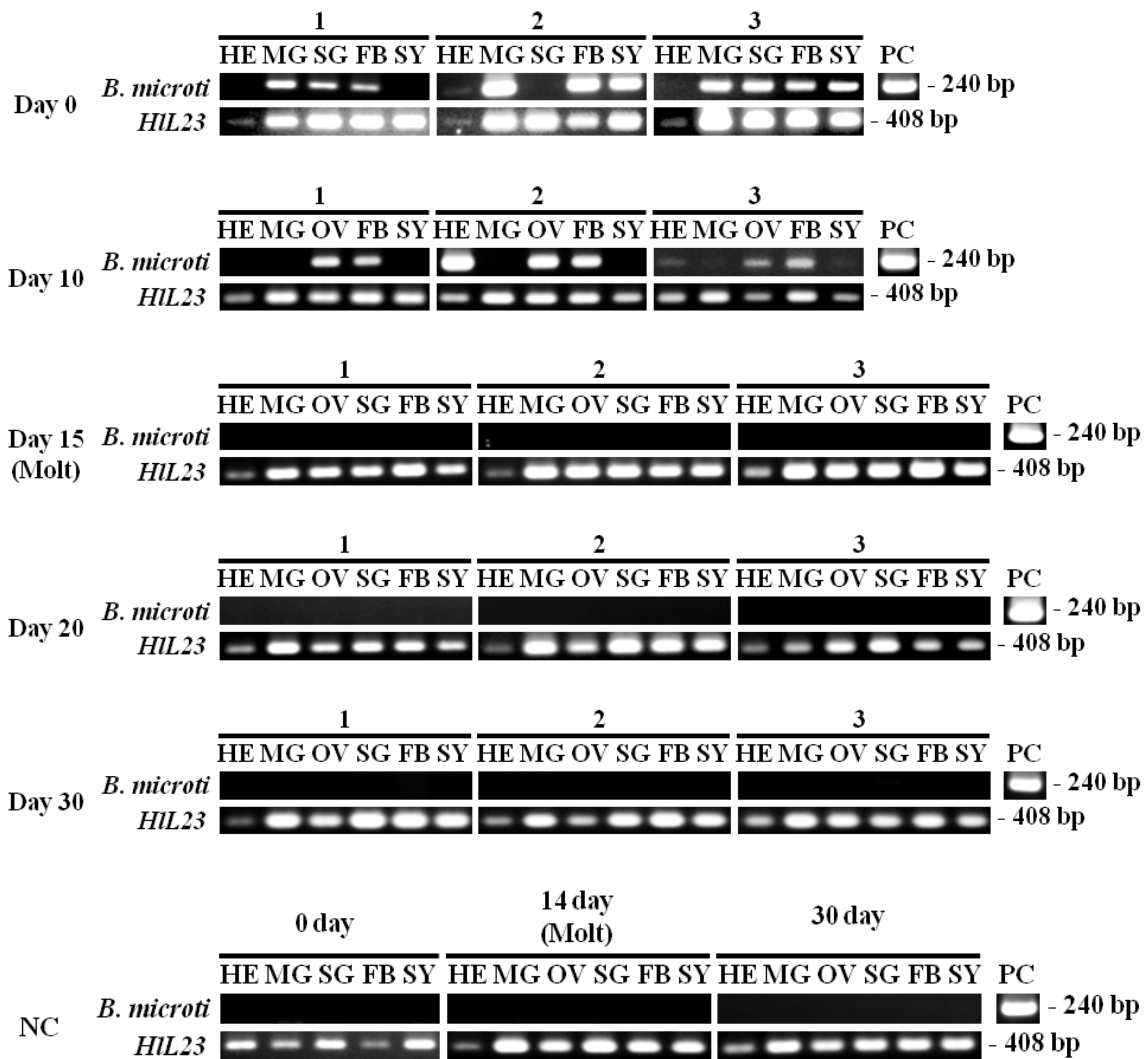 1 2 3
HE MG SG FB SY HE MG SG FB SY HE MG SG FB SY PC
Day 0 B. microti - 240 bp
HlL23 - 408 bp
1 2 3
HE MG OV FB SY HE MG OV FB SY HE MG OV FB SY PC
Day 10 B. microti - 240 bp
HlL23 - 408 bp
1 2 3
HE MG OV SG FB SY HE MG OV SG FB SY HE MG OV SG FB SY PC
Day 15 B. microti - 240 bp
(Molt) HlL23 - 408 bp
1 2 3
HE MG OV SG FB SY HE MG OV SG FB SY HE MG OV SG FB SY PC
Day 20 B. microti - 240 bp
HlL23 - 408 bp
1 2 3
HE MG OV SG FB SY HE MG OV SG FB SY HE MG OV SG FB SY PC
Day 30 B. microti - 240 bp
HlL23 - 408 bp
0 day 14 day 30 day
(Molt)
HE MG SG FB SY HE MG OV SG FB SY HE MG OV SG FB SY PC
NC B. microti - 240 bp
HlL23 - 408 bp